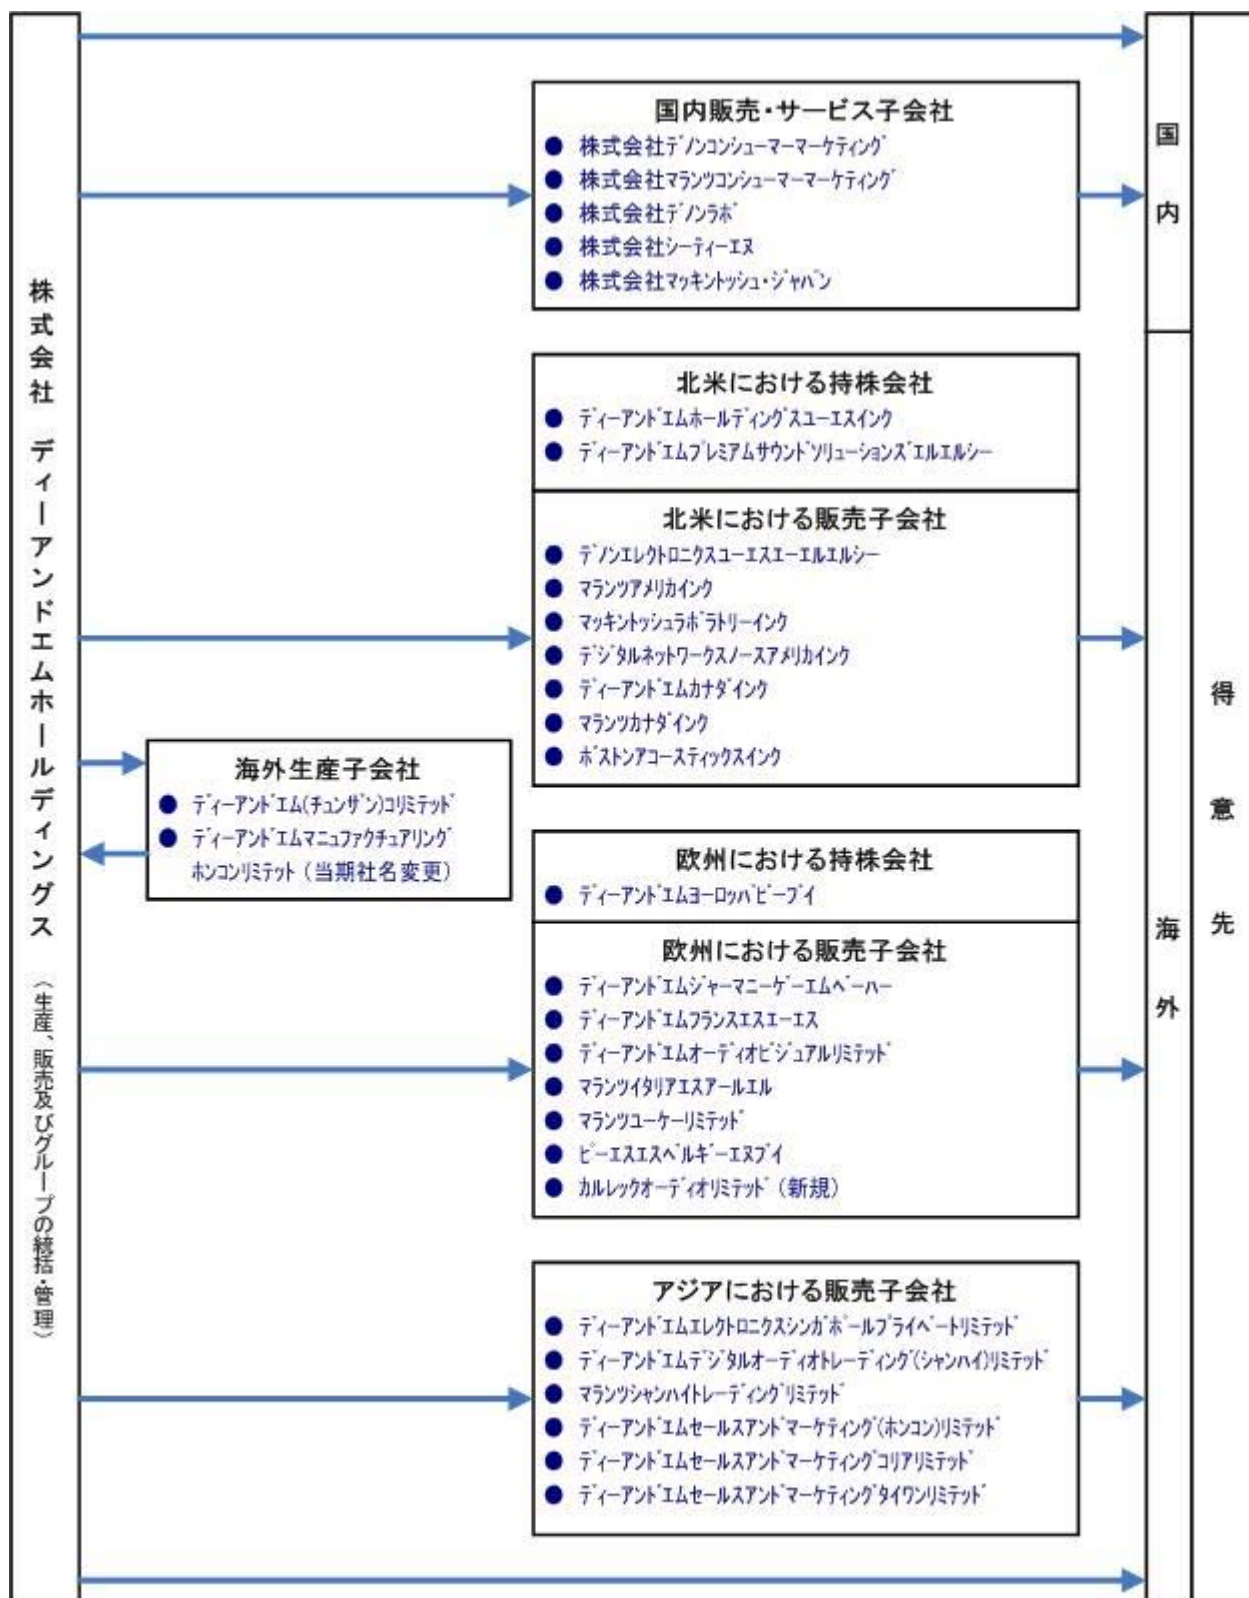 株式会社 ディーアンドエムホールディングス (生産、販売及びグループの統括・管理)
国内販売・サービス子会社
● 株式会社ﾃﾞﾉﾝｺﾝｼｭｰﾏｰﾏｰｹﾃｨﾝｸﾞ
● 株式会社ﾏﾗﾝﾂｺﾝｼｭｰﾏｰﾏｰｹﾃｨﾝｸﾞ
● 株式会社ﾃﾞﾉﾝﾗﾎﾞ
● 株式会社ｼｰﾃｨｰｴﾇ
● 株式会社ﾏｯｷﾝﾄｯｼｭ・ｼﾞｬﾊﾟﾝ
北米における持株会社
● ﾃﾞｨｰｱﾝﾄﾞｴﾑﾎｰﾙﾃﾞｨﾝｸﾞｽﾕｰｴｽｲﾝｸ
● ﾃﾞｨｰｱﾝﾄﾞｴﾑﾌﾟﾚﾐｱﾑｻｳﾝﾄﾞｿﾘｭｰｼｮﾝｽﾞｴﾙｴﾙｼｰ
北米における販売子会社
● ﾃﾞﾉﾝｴﾚｸﾄﾛﾆｸｽﾕｰｴｽｴｰｴﾙｴﾙｼｰ
● ﾏﾗﾝﾂｱﾒﾘｶｲﾝｸ
● ﾏｯｷﾝﾄｯｼｭﾗﾎﾞﾗﾄﾘｰｲﾝｸ
● ﾃﾞｼﾞﾀﾙﾈｯﾄﾜｰｸｽﾉｰｽｱﾒﾘｶｲﾝｸ
● ﾃﾞｨｰｱﾝﾄﾞｴﾑｶﾅﾀﾞｲﾝｸ
● ﾏﾗﾝﾂｶﾅﾀﾞｲﾝｸ
● ﾎﾞｽﾄﾝｱｺｰｽﾃｨｯｸｽｲﾝｸ
海外生産子会社
● ﾃﾞｨｰｱﾝﾄﾞｴﾑ(ﾁｭﾝｻﾞﾝ)ｺﾘﾐﾃｯﾄﾞ
● ﾃﾞｨｰｱﾝﾄﾞｴﾑﾏﾆｭﾌｧｸﾁｭｱﾘﾝｸﾞ
ﾎﾝｺﾝﾘﾐﾃｯﾄ (当期社名変更)
欧州における持株会社
● ﾃﾞｨｰｱﾝﾄﾞｴﾑﾖｰﾛｯﾊﾟﾋﾞｰﾌﾞｲ
欧州における販売子会社
● ﾃﾞｨｰｱﾝﾄﾞｴﾑｼﾞｬｰﾏﾆｰｹﾞｰｴﾑﾍﾞｰﾊｰ
● ﾃﾞｨｰｱﾝﾄﾞｴﾑﾌﾗﾝｽｴｽｴｰｴｽ
● ﾃﾞｨｰｱﾝﾄﾞｴﾑｵｰﾃﾞｨｵﾋﾞｼﾞｭｱﾙﾘﾐﾃｯﾄﾞ
● ﾏﾗﾝﾂｲﾀﾘｱｴｽｱｰﾙｴﾙ
● ﾏﾗﾝﾂﾕｰｹｰﾘﾐﾃｯﾄﾞ
● ﾋﾟｰｴｽｴｽﾍﾞﾙｷﾞｰｴﾇﾌﾞｲ
● ｶﾙﾚｯｸｵｰﾃﾞｨｵﾘﾐﾃｯﾄﾞ (新規)
アジアにおける販売子会社
● ﾃﾞｨｰｱﾝﾄﾞｴﾑｴﾚｸﾄﾛﾆｸｽｼﾝｶﾞﾎﾟｰﾙﾌﾟﾗｲﾍﾞｰﾄﾘﾐﾃｯﾄﾞ
● ﾃﾞｨｰｱﾝﾄﾞｴﾑﾃﾞｼﾞﾀﾙｵｰﾃﾞｨｵﾄﾚｰﾃﾞｨﾝｸﾞ(ｼｬﾝﾊｲ)ﾘﾐﾃｯﾄﾞ
● ﾏﾗﾝﾂｼｬﾝﾊｲﾄﾚｰﾃﾞｨﾝｸﾞﾘﾐﾃｯﾄﾞ
● ﾃﾞｨｰｱﾝﾄﾞｴﾑｾｰﾙｽｱﾝﾄﾞﾏｰｹﾃｨﾝｸﾞ(ﾎﾝｺﾝ)ﾘﾐﾃｯﾄﾞ
● ﾃﾞｨｰｱﾝﾄﾞｴﾑｾｰﾙｽｱﾝﾄﾞﾏｰｹﾃｨﾝｸﾞｺﾘｱﾘﾐﾃｯﾄﾞ
● ﾃﾞｨｰｱﾝﾄﾞｴﾑｾｰﾙｽｱﾝﾄﾞﾏｰｹﾃｨﾝｸﾞﾀｲﾜﾝﾘﾐﾃｯﾄﾞ
国内
海外
得意先